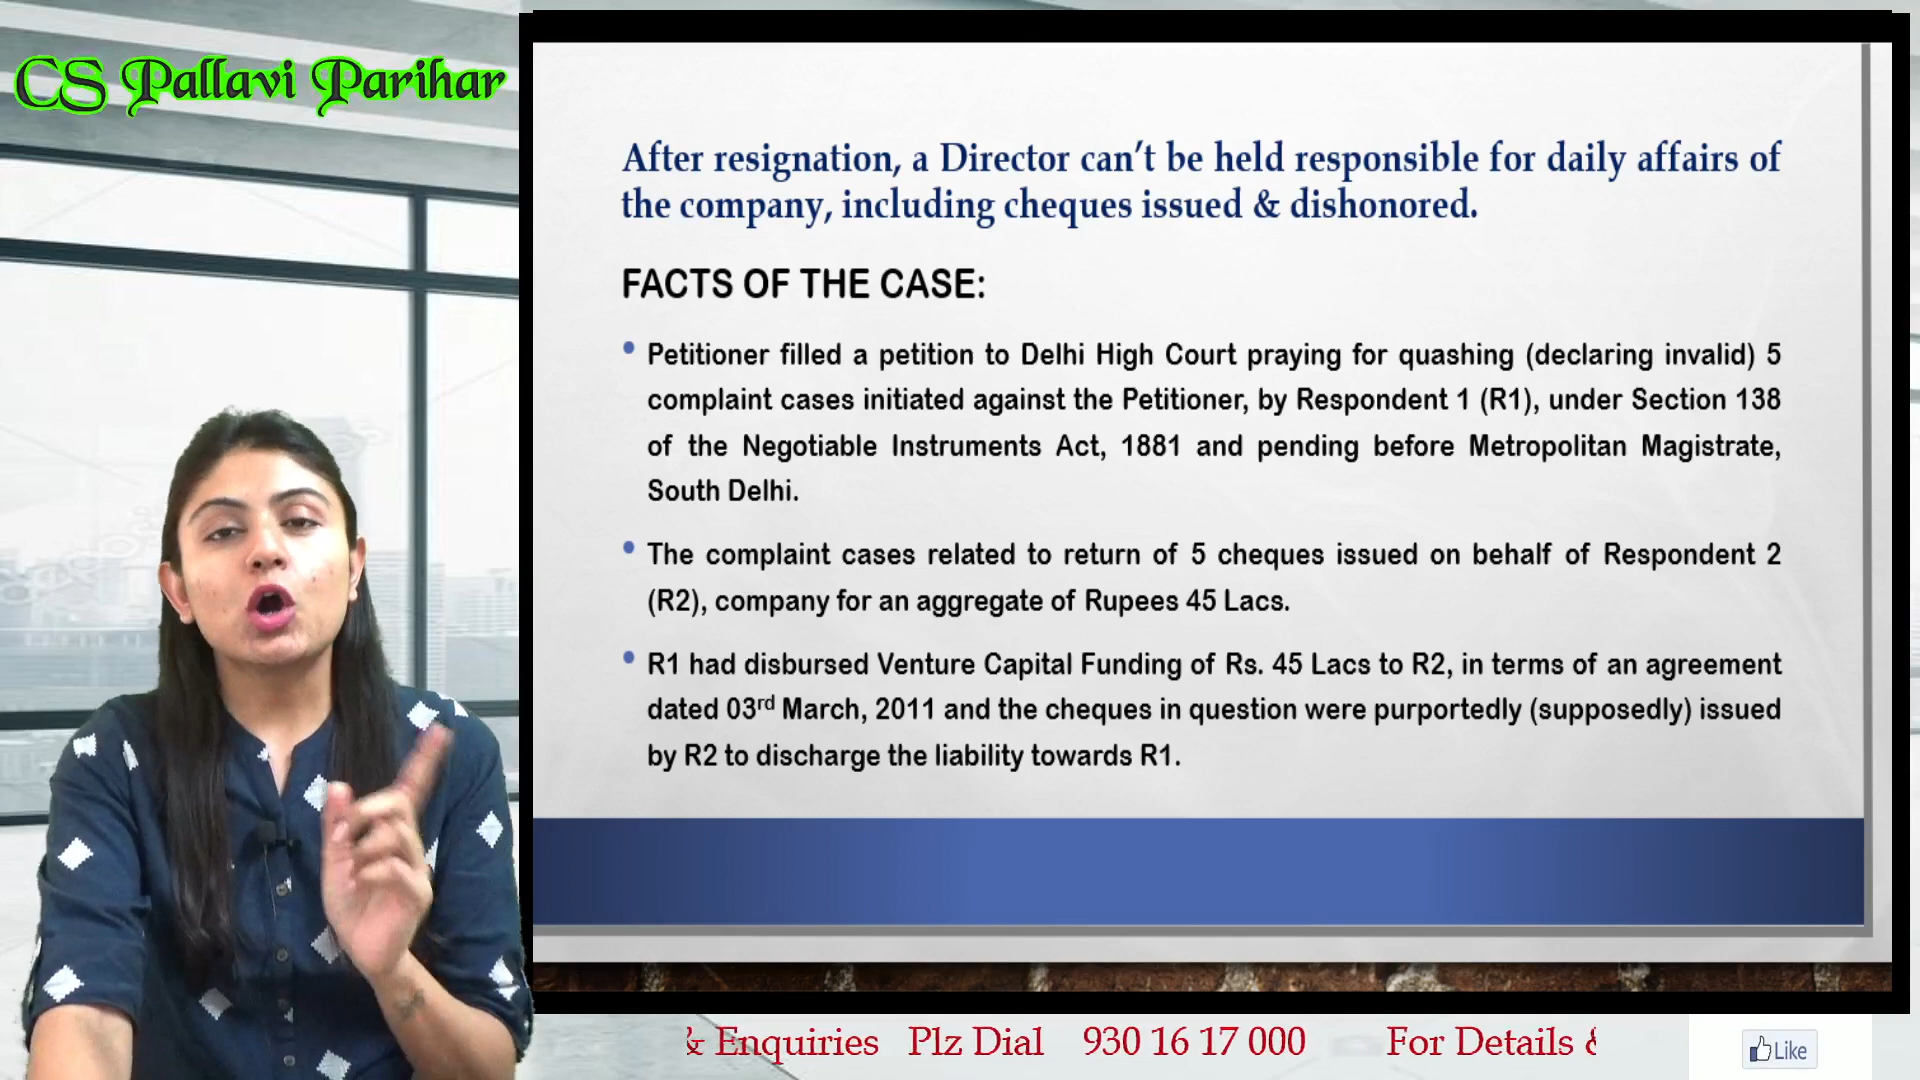 CS Pallavi Parihar
After resignation, a Director can't be held responsible for daily affairs of
the company, including cheques issued & dishonored.
FACTS OF THE CASE:
• Petitioner filled a petition to Delhi High Court praying for quashing (declaring invalid) 5
complaint cases initiated against the Petitioner, by Respondent 1 (R1), under Section 138
of the Negotiable Instruments Act, 1881 and pending before Metropolitan Magistrate,
South Delhi.
• The complaint cases related to return of 5 cheques issued on behalf of Respondent 2
(R2), company for an aggregate of Rupees 45 Lacs.
• R1 had disbursed Venture Capital Funding of Rs. 45 Lacs to R2, in terms of an agreement
dated 03rd March, 2011 and the cheques in question were purportedly (supposedly) issued
by R2 to discharge the liability towards R1.
& Enquiries Plz Dial 930 16 17 000 For Details &
Like